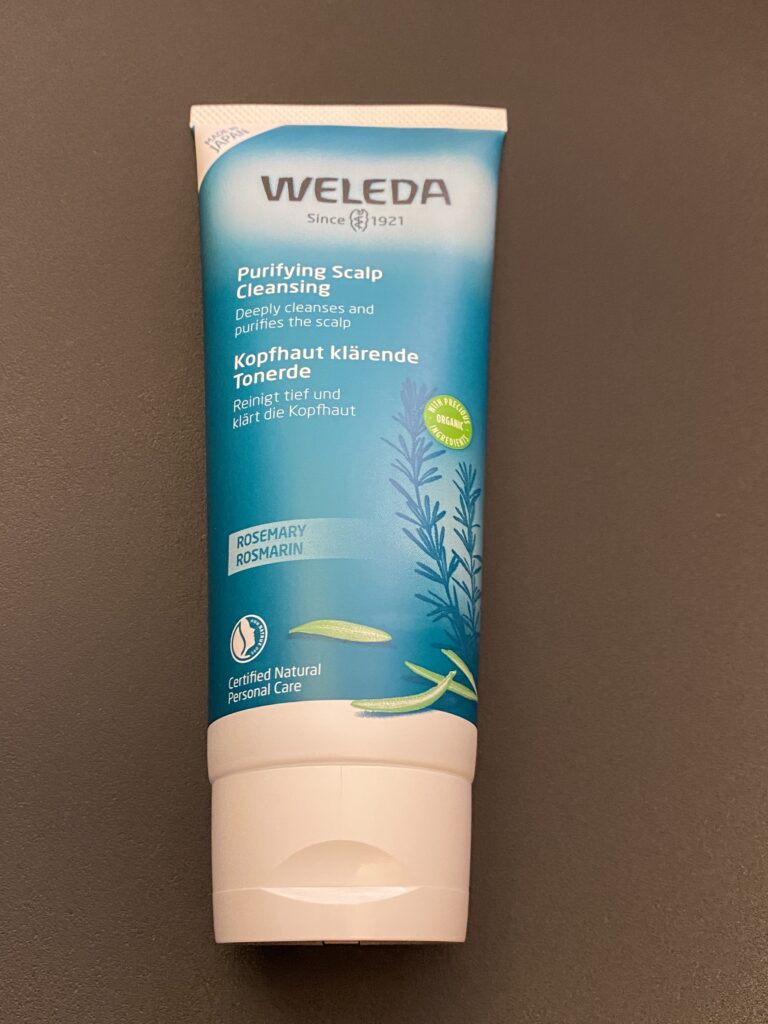 MADE IN
JAPAN
WELEDA
Since 1921
Purifying Scalp
Cleansing
Deeply cleanses and
purifies the scalp
Kopfhaut klärende
Tonerde
Reinigt tief und
klärt die Kopfhaut
WITH PRECIOUS
ORGANIC
INGREDIENTS
ROSEMARY
ROSMARIN
Certified Natural
Personal Care